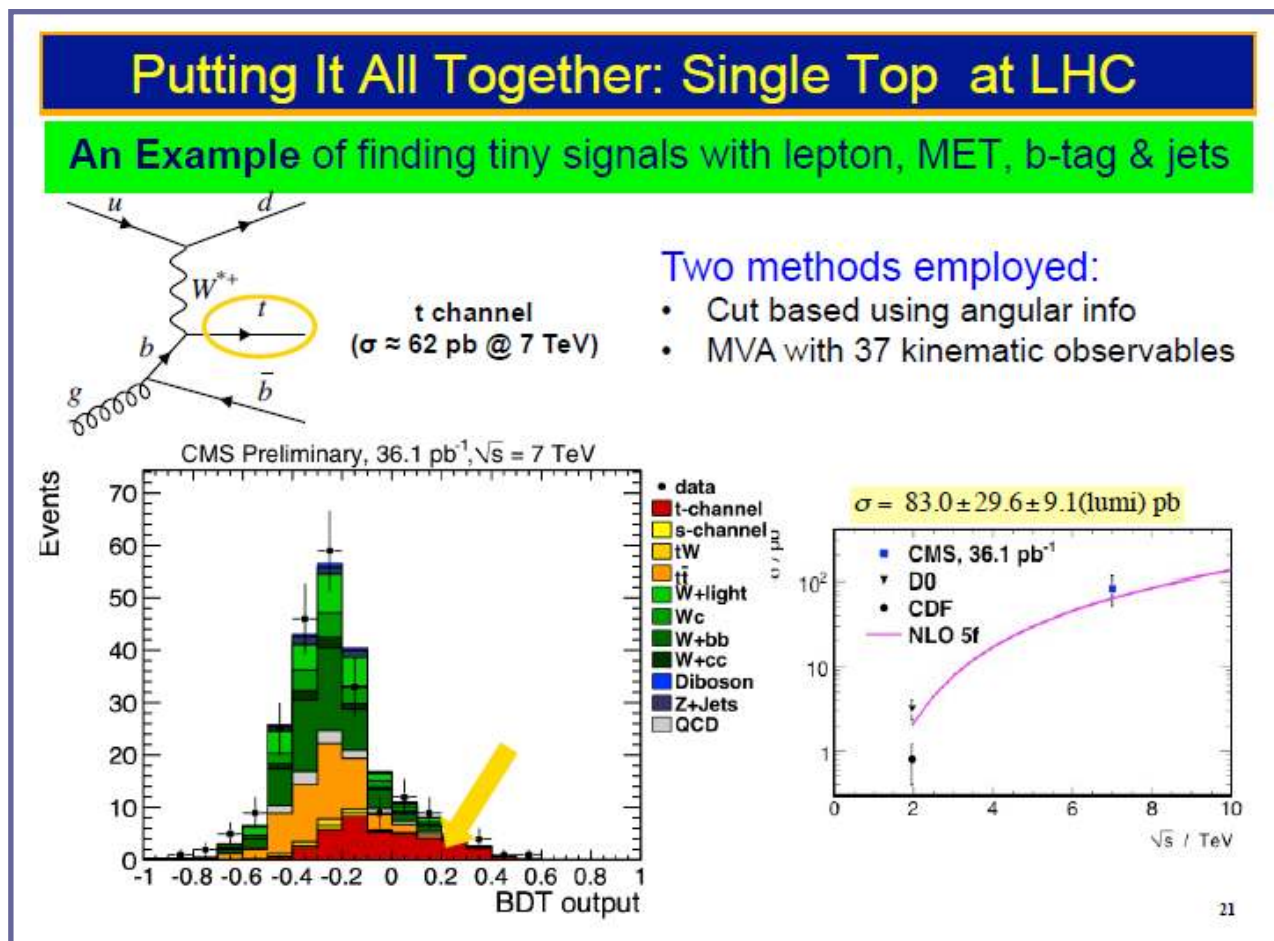 Putting It All Together: Single Top at LHC
An Example of finding tiny signals with lepton, MET, b-tag & jets
u
d
W*+
t
b
g
b̄
t channel
(σ ≈ 62 pb @ 7 TeV)
Two methods employed:
• Cut based using angular info
• MVA with 37 kinematic observables
CMS Preliminary, 36.1 pb⁻¹,√s = 7 TeV
Events
70
60
50
40
30
20
10
0
-1 -0.8 -0.6 -0.4 -0.2 0 0.2 0.4 0.6 0.8 1
BDT output
data
t-channel
s-channel
tW
tt̄
W+light
Wc
W+bb
W+cc
Diboson
Z+Jets
QCD
σ = 83.0±29.6±9.1(lumi) pb
CMS, 36.1 pb⁻¹
D0
CDF
NLO 5f
10²
10
1
0 2 4 6 8 10
√s / TeV
21